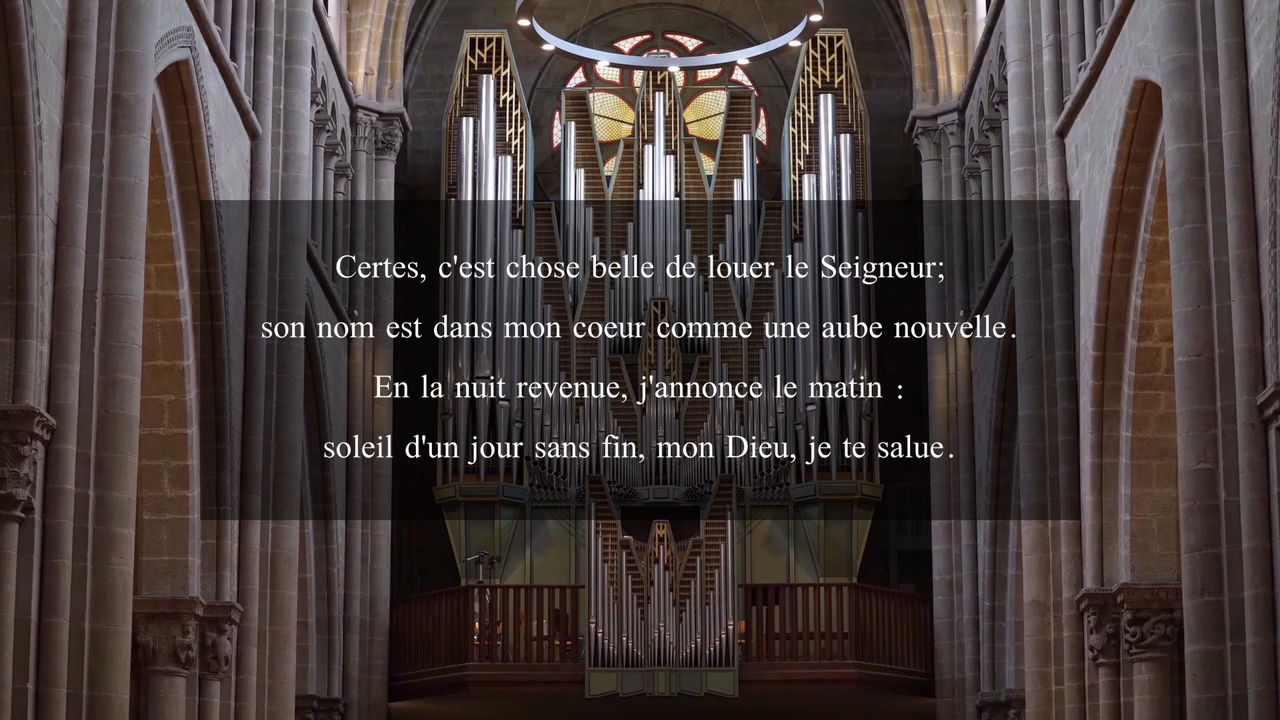 Certes, c'est chose belle de louer le Seigneur;
son nom est dans mon coeur comme une aube nouvelle.
En la nuit revenue, j'annonce le matin :
soleil d'un jour sans fin, mon Dieu, je te salue.